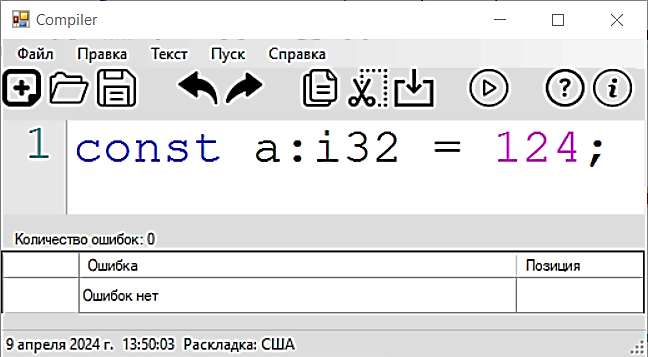 Compiler
Файл Правка Текст Пуск Справка
1 const a:i32 = 124;
Количество ошибок: 0
Ошибка Позиция
Ошибок нет
9 апреля 2024 г. 13:50:03 Раскладка: США